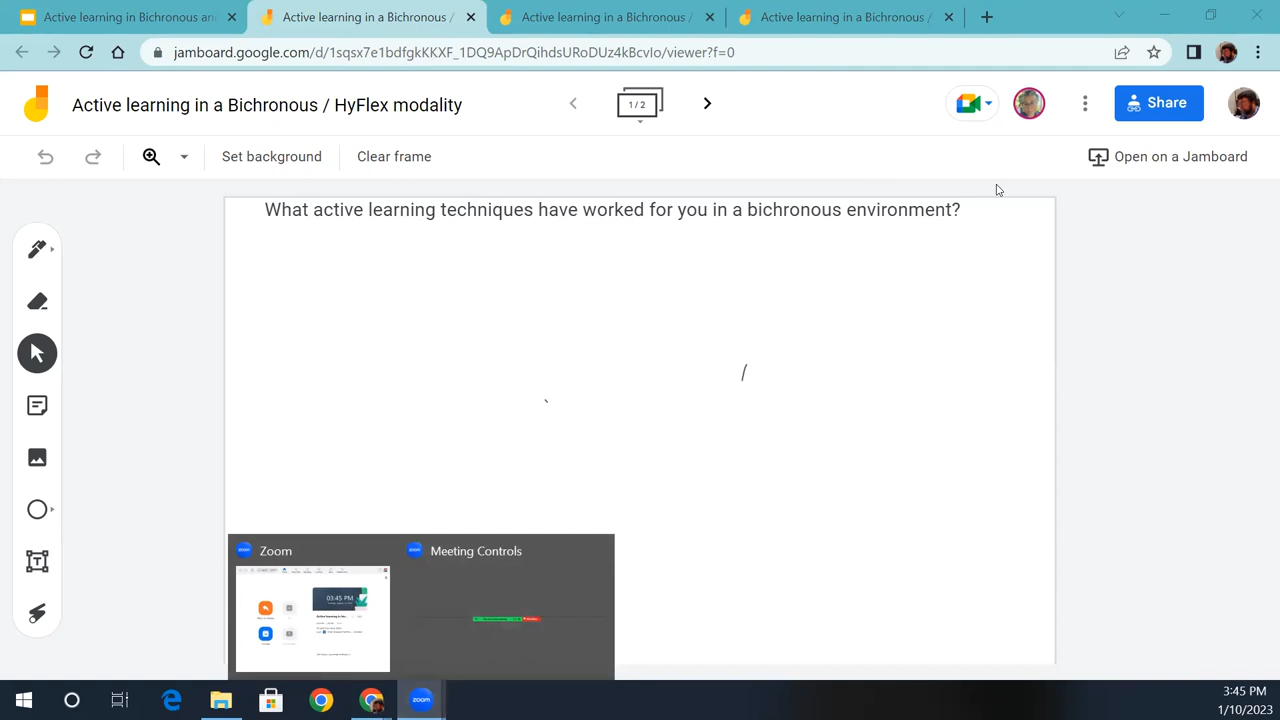 Active learning in Bichronous an
Active learning in a Bichronous /
Active learning in a Bichronous /
Active learning in a Bichronous /
jamboard.google.com/d/1sqsx7e1bdfgkKKXF_1DQ9ApDrQihdsURoDUz4kBcvIo/viewer?f=0
Active learning in a Bichronous / HyFlex modality
1 / 2
Share
Set background
Clear frame
Open on a Jamboard
What active learning techniques have worked for you in a bichronous environment?
Zoom
Meeting Controls
03:45 PM
zoom
3:45 PM
1/10/2023